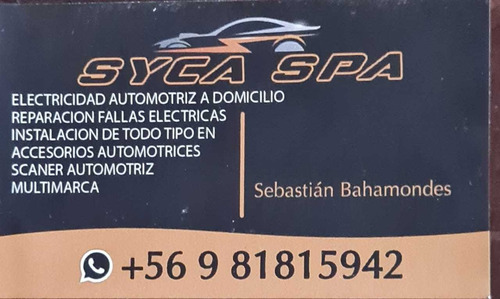 SYCA SPA
ELECTRICIDAD AUTOMOTRIZ A DOMICILIO
REPARACION FALLAS ELECTRICAS
INSTALACION DE TODO TIPO EN
ACCESORIOS AUTOMOTRICES
SCANER AUTOMOTRIZ
MULTIMARCA
Sebastián Bahamondes
+56 9 81815942